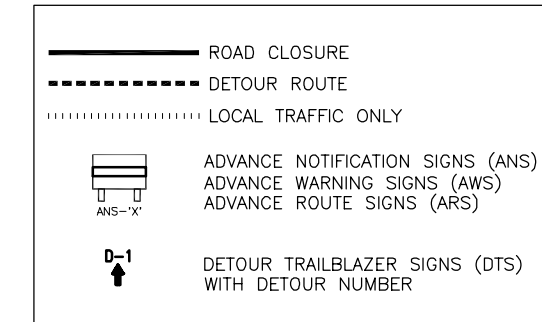 ROAD CLOSURE
DETOUR ROUTE
LOCAL TRAFFIC ONLY
ADVANCE NOTIFICATION SIGNS (ANS)
ADVANCE WARNING SIGNS (AWS)
ADVANCE ROUTE SIGNS (ARS)
ANS-'X'
D-1
DETOUR TRAILBLAZER SIGNS (DTS)
WITH DETOUR NUMBER